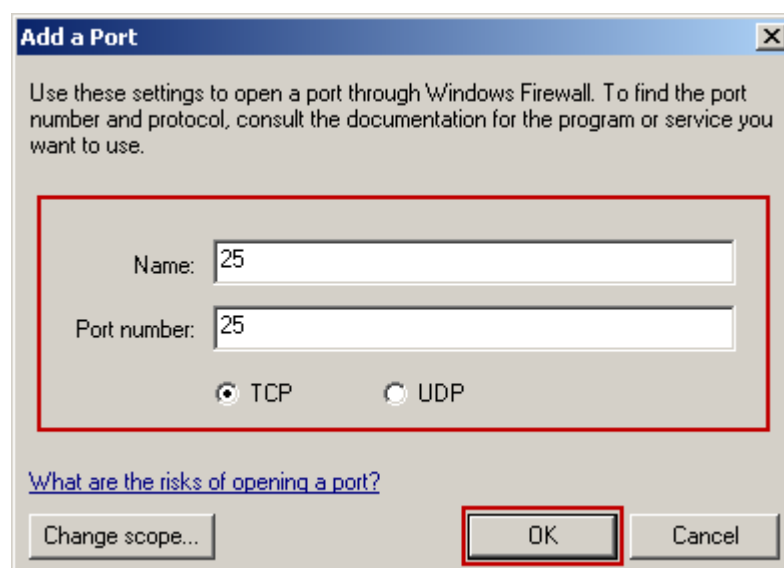 Add a Port
Use these settings to open a port through Windows Firewall. To find the port
number and protocol, consult the documentation for the program or service you
want to use.
Name: 25
Port number: 25
TCP UDP
What are the risks of opening a port?
Change scope... OK Cancel